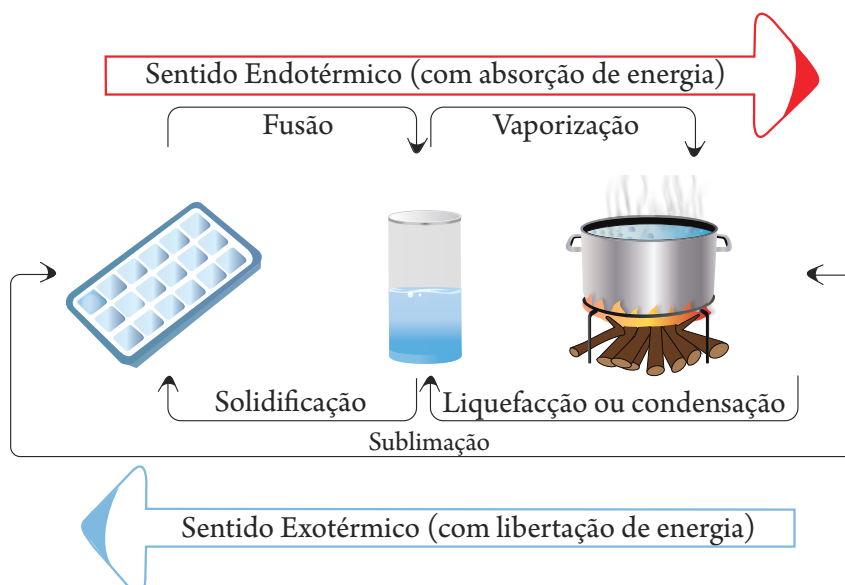 Sentido Endotérmico (com absorção de energia)
Fusão
Vaporização
Solidificação
Liquefacção ou condensação
Sublimação
Sentido Exotérmico (com libertação de energia)